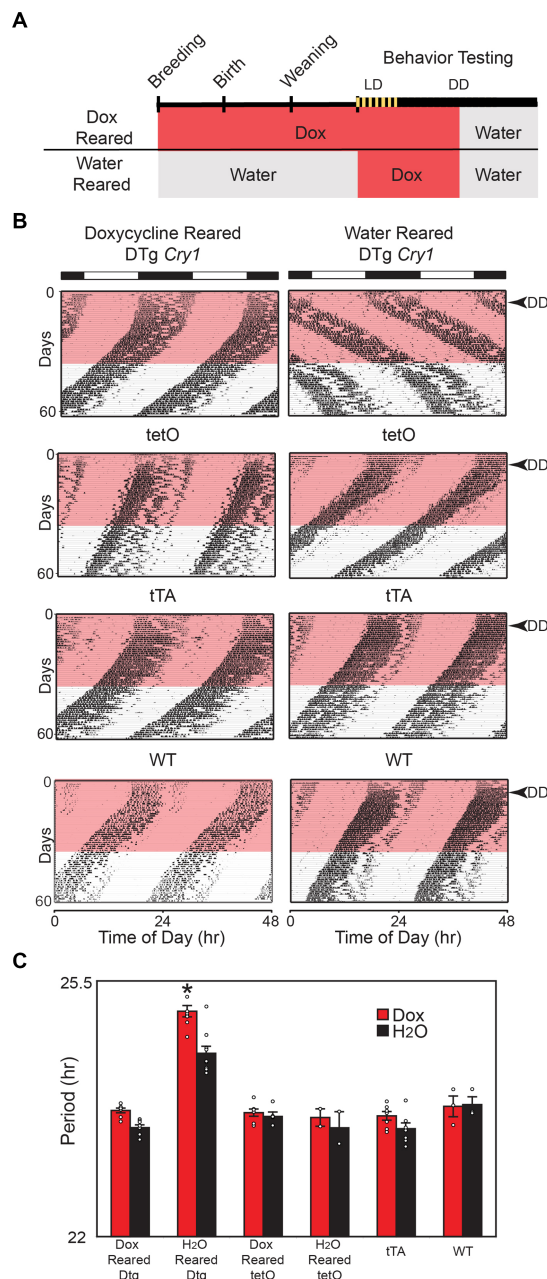 A
Breeding
Birth
Weaning
Behavior Testing
LD
DD
Dox
Reared
Dox
Water
Water
Reared
Water
Dox
Water
B
Doxycycline Reared
DTg Cry1
Water Reared
DTg Cry1
0
Days
60
DD
tetO
tetO
0
Days
60
DD
tTA
tTA
0
Days
60
DD
WT
WT
0
Days
60
DD
0
24
48
0
24
48
Time of Day (hr)
Time of Day (hr)
C
25.5
Period (hr)
22
*
Dox
H2O
Dox
Reared
Dtg
H2O
Reared
Dtg
Dox
Reared
tetO
H2O
Reared
tetO
tTA
WT